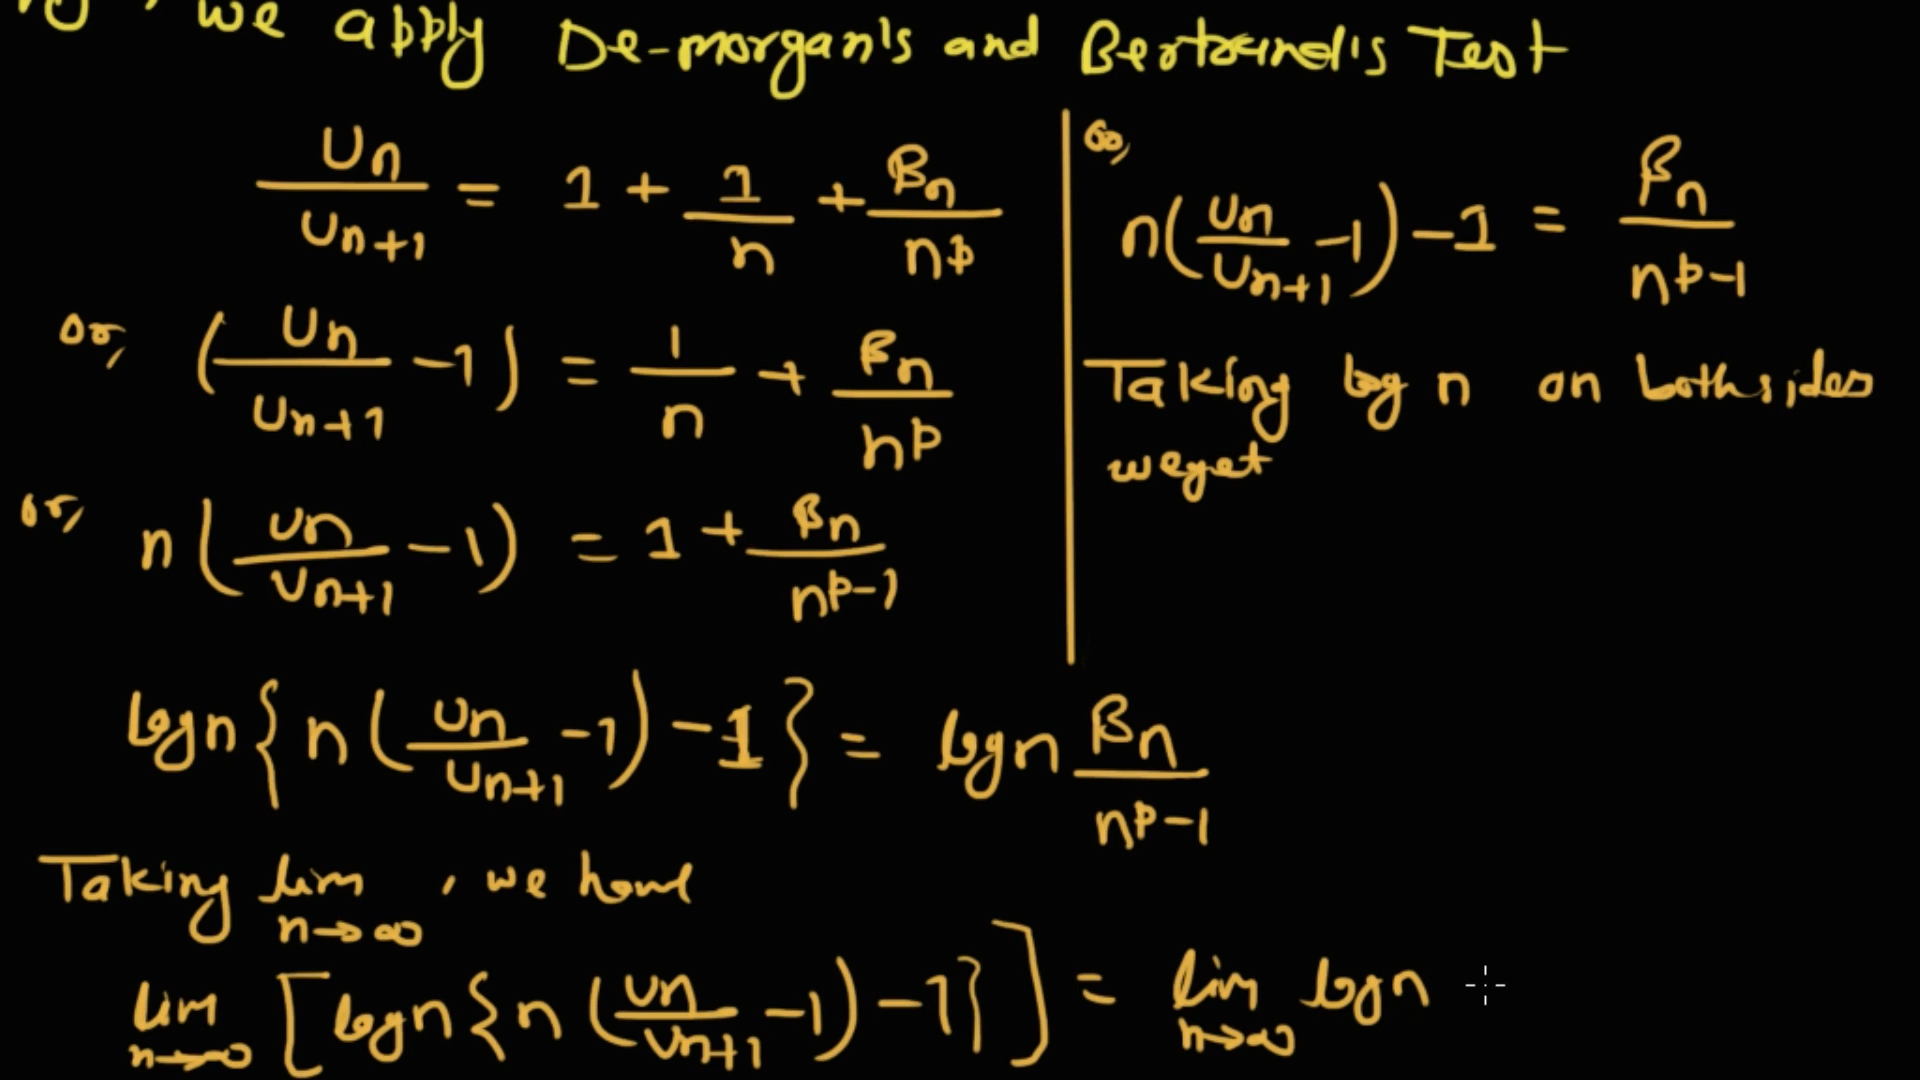 we apply De-morgan's and Bertrand's Test
Un/Un+1 = 1 + 1/n + βn/n^p
or, (Un/Un+1 - 1) = 1/n + βn/n^p
or, n(Un/Un+1 - 1) = 1 + βn/n^p-1
or,
n(Un/Un+1 - 1) - 1 = βn/n^p-1
Taking log n on both sides
we get
log n { n(Un/Un+1 - 1) - 1 } = log n βn/n^p-1
Taking lim n→∞ , we have
lim n→∞ [ log n { n(Un/Un+1 - 1) - 1 } ] = lim n→∞ log n